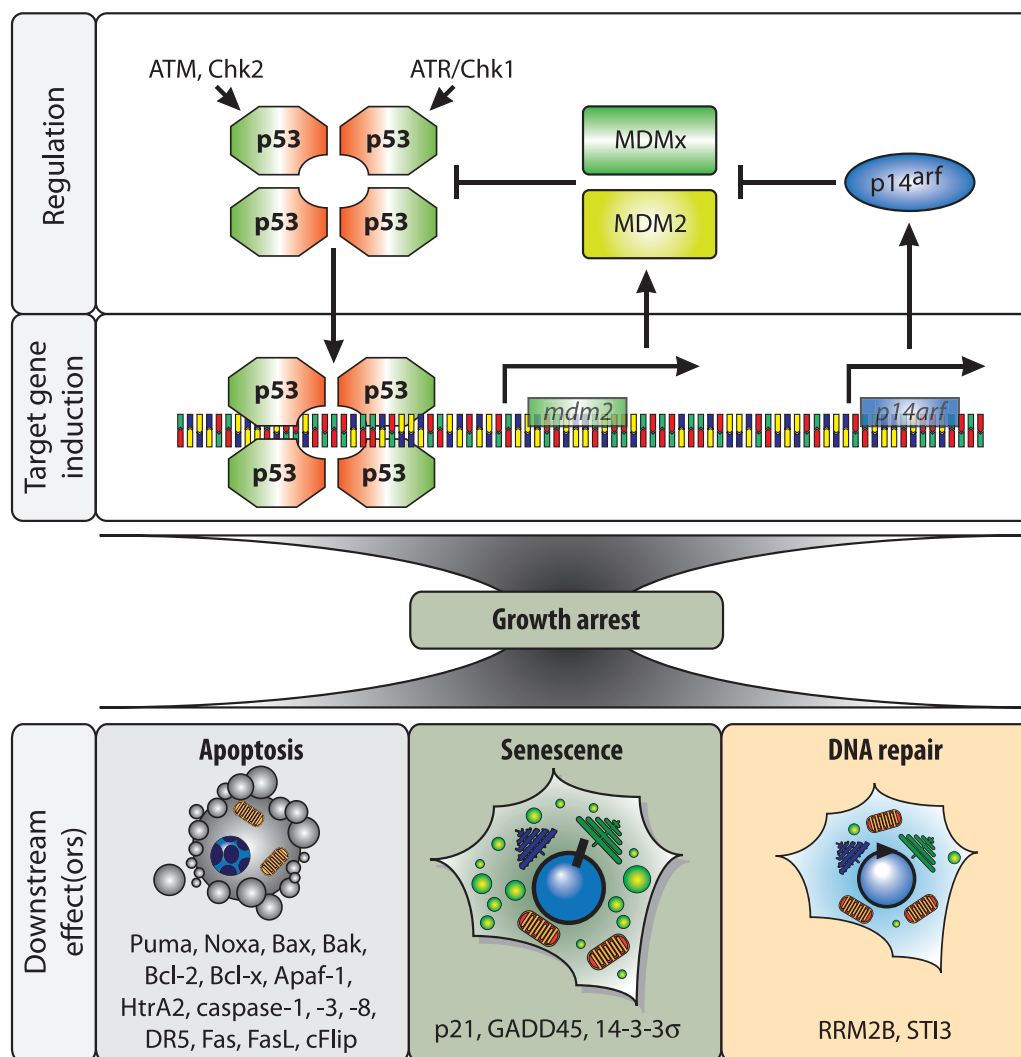 Regulation
ATM, Chk2
ATR/Chk1
p53
p53
p53
p53
MDMx
MDM2
p14arf
Target gene
induction
p53
p53
p53
p53
mdm2
p14arf
Growth arrest
Downstream
effect(ors)
Apoptosis
Puma, Noxa, Bax, Bak,
Bcl-2, Bcl-x, Apaf-1,
HtrA2, caspase-1, -3, -8,
DR5, Fas, FasL, cFlip
Senescence
p21, GADD45, 14-3-3σ
DNA repair
RRM2B, STI3